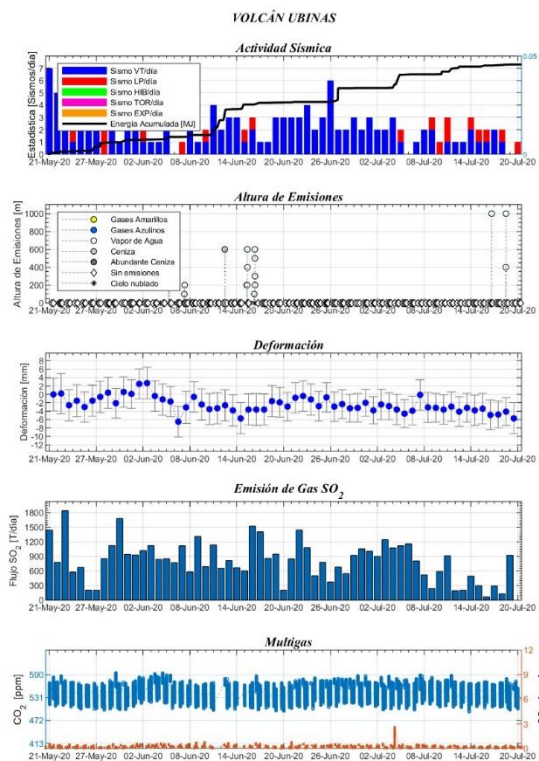 VOLCÁN UBINAS
Actividad Sísmica
Estadística [Sismos/día]
7
6
5
4
3
2
1
0
Sismo VT/día
Sismo LP/día
Sismo HIB/día
Sismo TOR/día
Sismo EXP/día
Energía Acumulada [MJ]
0.05
0
21-May-20 27-May-20 02-Jun-20 08-Jun-20 14-Jun-20 20-Jun-20 26-Jun-20 02-Jul-20 08-Jul-20 14-Jul-20 20-Jul-20
Altura de Emisiones
Altura de Emisiones [m]
1000
800
600
400
200
0
Gases Amarillos
Gases Azulinos
Vapor de Agua
Ceniza
Abundante Ceniza
Sin emisiones
Cielo nublado
21-May-20 27-May-20 02-Jun-20 08-Jun-20 14-Jun-20 20-Jun-20 26-Jun-20 02-Jul-20 08-Jul-20 14-Jul-20 20-Jul-20
Deformación
Deformación [mm]
8
6
4
2
0
-2
-4
-6
-8
-10
-12
21-May-20 27-May-20 02-Jun-20 08-Jun-20 14-Jun-20 20-Jun-20 26-Jun-20 02-Jul-20 08-Jul-20 14-Jul-20 20-Jul-20
Emisión de Gas SO2
Flujo SO2 [T/día]
1800
1500
1200
900
600
300
0
21-May-20 27-May-20 02-Jun-20 08-Jun-20 14-Jun-20 20-Jun-20 26-Jun-20 02-Jul-20 08-Jul-20 14-Jul-20 20-Jul-20
Multigas
CO2 [ppm]
590
531
472
413
12
9
6
3
0
21-May-20 27-May-20 02-Jun-20 08-Jun-20 14-Jun-20 20-Jun-20 26-Jun-20 02-Jul-20 08-Jul-20 14-Jul-20 20-Jul-20